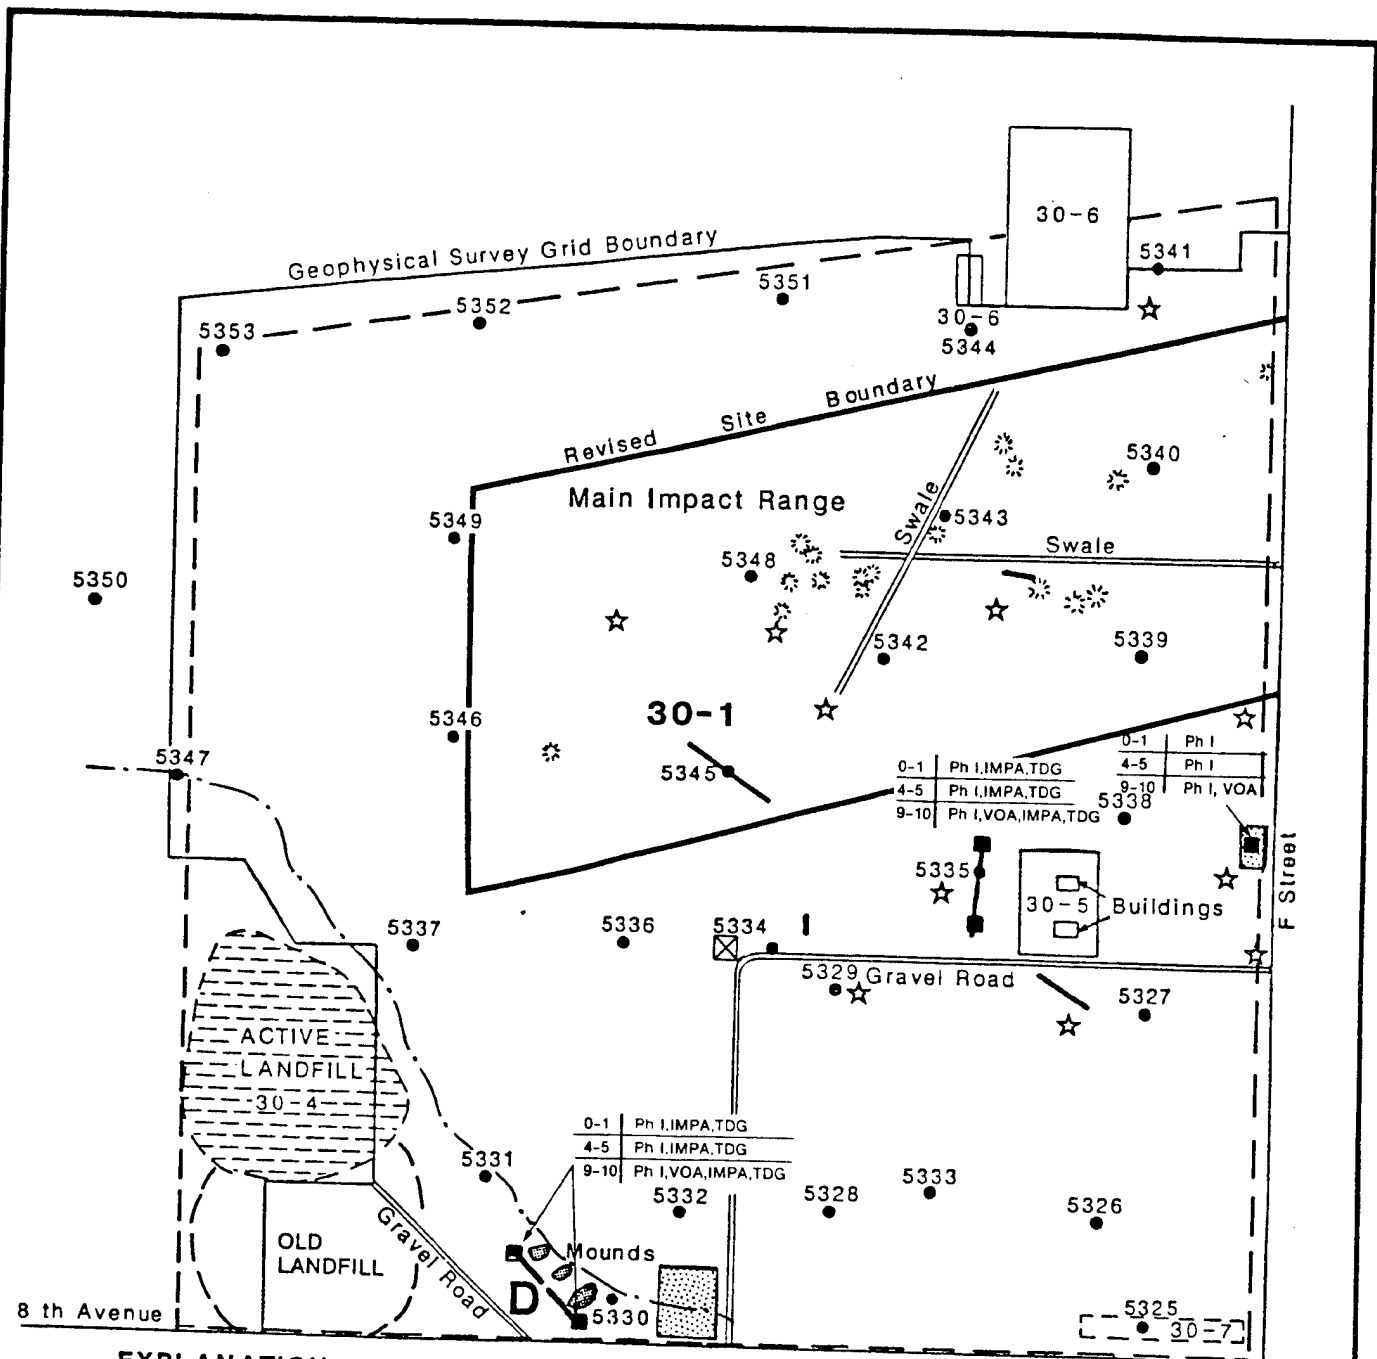 30-6
5341
Geophysical Survey Grid Boundary
5351
5352
30-6
5344
5353
Revised Site Boundary
5340
Main Impact Range
5349
Swale
5343
Swale
5348
5350
5342
5339
30-1
5346
5347
5345
0-1 Ph I
4-5 Ph I
9-10 Ph I, VOA
0-1 Ph I,IMPA,TDG
4-5 Ph I,IMPA,TDG
9-10 Ph I,VOA,IMPA,TDG
5338
5335
F Street
30-5
Buildings
5337
5336
5334
I
5329
Gravel Road
5327
ACTIVE
LANDFILL
30-4
0-1 Ph I,IMPA,TDG
4-5 Ph I,IMPA,TDG
9-10 Ph I,VOA,IMPA,TDG
5331
5332
5328
5333
5326
OLD
LANDFILL
Gravel Road
Mounds
D
5330
5325
30-7
8 th Avenue
EXPLANATION